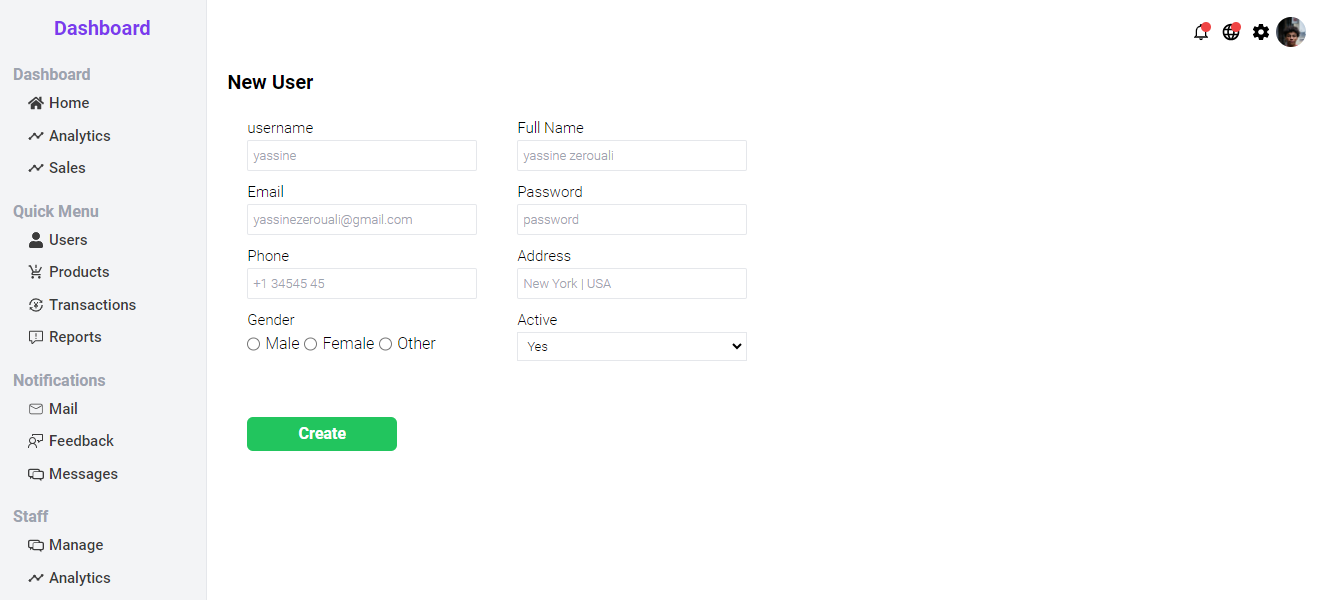 Dashboard
Dashboard
Home
Analytics
Sales
Quick Menu
Users
Products
Transactions
Reports
Notifications
Mail
Feedback
Messages
Staff
Manage
Analytics
New User
username
Full Name
yassine
yassine zerouali
Email
Password
yassinezerouali@gmail.com
password
Phone
Address
+1 34545 45
New York | USA
Gender
Active
Male Female Other
Yes
Create